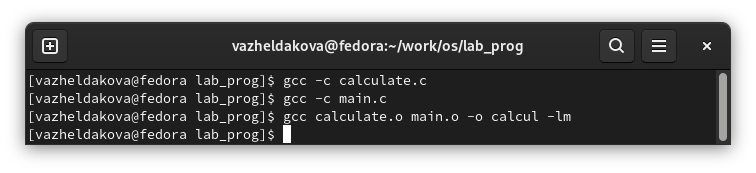 vazheldakova@fedora:~/work/os/lab_prog
[vazheldakova@fedora lab_prog]$ gcc -c calculate.c
[vazheldakova@fedora lab_prog]$ gcc -c main.c
[vazheldakova@fedora lab_prog]$ gcc calculate.o main.o -o calcul -lm
[vazheldakova@fedora lab_prog]$